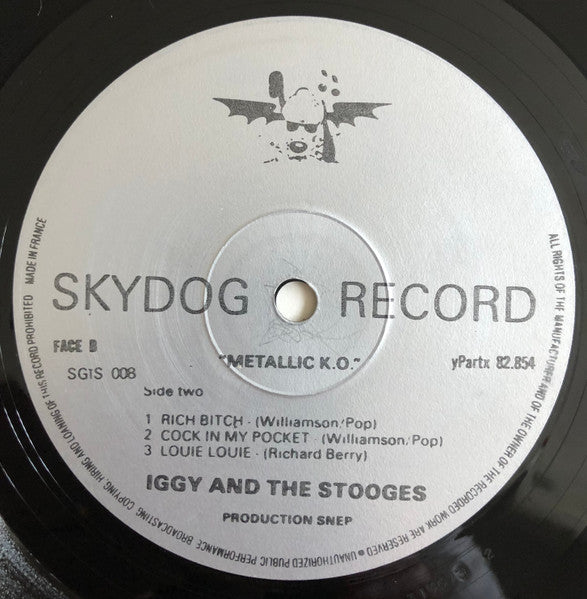 SKYDOG RECORD
FACE B
SGIS 008
"METALLIC K.O."
yPartx 82.854
Side two
1 RICH BITCH - (Williamson/Pop)
2 COCK IN MY POCKET - (Williamson/Pop)
3 LOUIE LOUIE - (Richard Berry)
IGGY AND THE STOOGES
PRODUCTION SNEP
ALL RIGHTS OF THE MANUFACTURER AND OF THE OWNER OF THE RECORDED WORK ARE RESERVED • UNAUTHORIZED PUBLIC PERFORMANCE BROADCASTING COPYING HIRING AND LOANING OF THIS RECORD PROHIBITED MADE IN FRANCE